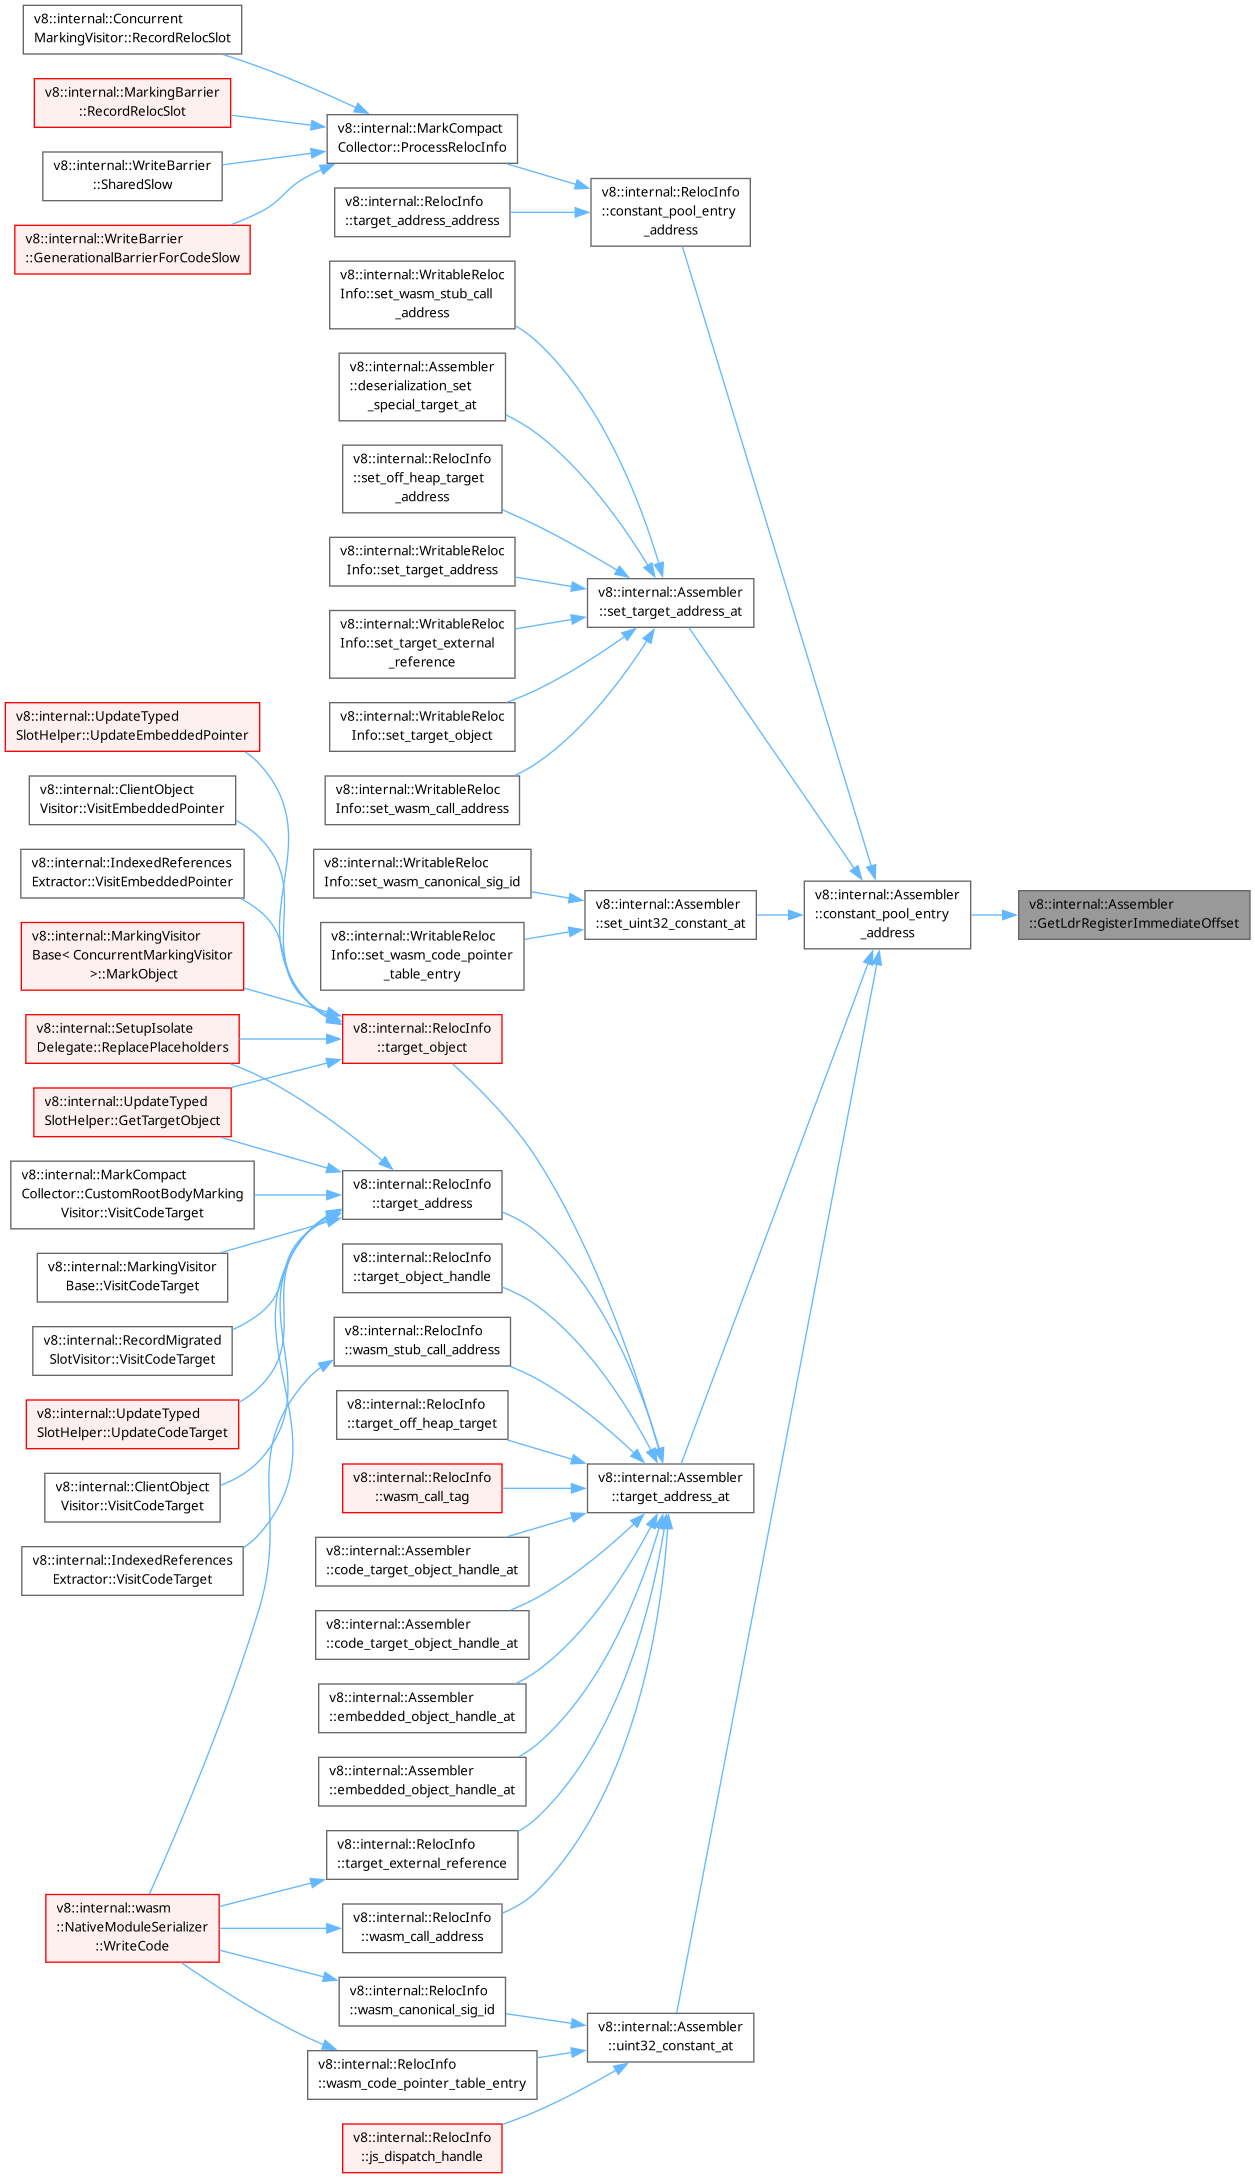 v8::internal::Concurrent
MarkingVisitor::RecordRelocSlot
v8::internal::MarkingBarrier
::RecordRelocSlot
v8::internal::WriteBarrier
::SharedSlow
v8::internal::WriteBarrier
::GenerationalBarrierForCodeSlow
v8::internal::MarkCompact
Collector::ProcessRelocInfo
v8::internal::RelocInfo
::target_address_address
v8::internal::RelocInfo
::constant_pool_entry
_address
v8::internal::WritableReloc
Info::set_wasm_stub_call
_address
v8::internal::Assembler
::deserialization_set
_special_target_at
v8::internal::RelocInfo
::set_off_heap_target
_address
v8::internal::WritableReloc
Info::set_target_address
v8::internal::WritableReloc
Info::set_target_external
_reference
v8::internal::WritableReloc
Info::set_target_object
v8::internal::WritableReloc
Info::set_wasm_call_address
v8::internal::Assembler
::set_target_address_at
v8::internal::WritableReloc
Info::set_wasm_canonical_sig_id
v8::internal::WritableReloc
Info::set_wasm_code_pointer
_table_entry
v8::internal::Assembler
::set_uint32_constant_at
v8::internal::Assembler
::constant_pool_entry
_address
v8::internal::Assembler
::GetLdrRegisterImmediateOffset
v8::internal::UpdateTyped
SlotHelper::UpdateEmbeddedPointer
v8::internal::ClientObject
Visitor::VisitEmbeddedPointer
v8::internal::IndexedReferences
Extractor::VisitEmbeddedPointer
v8::internal::MarkingVisitor
Base< ConcurrentMarkingVisitor
>::MarkObject
v8::internal::SetupIsolate
Delegate::ReplacePlaceholders
v8::internal::UpdateTyped
SlotHelper::GetTargetObject
v8::internal::MarkCompact
Collector::CustomRootBodyMarking
Visitor::VisitCodeTarget
v8::internal::MarkingVisitor
Base::VisitCodeTarget
v8::internal::RecordMigrated
SlotVisitor::VisitCodeTarget
v8::internal::UpdateTyped
SlotHelper::UpdateCodeTarget
v8::internal::ClientObject
Visitor::VisitCodeTarget
v8::internal::IndexedReferences
Extractor::VisitCodeTarget
v8::internal::wasm
::NativeModuleSerializer
::WriteCode
v8::internal::RelocInfo
::target_object
v8::internal::RelocInfo
::target_address
v8::internal::RelocInfo
::target_object_handle
v8::internal::RelocInfo
::wasm_stub_call_address
v8::internal::RelocInfo
::target_off_heap_target
v8::internal::RelocInfo
::wasm_call_tag
v8::internal::Assembler
::code_target_object_handle_at
v8::internal::Assembler
::code_target_object_handle_at
v8::internal::Assembler
::embedded_object_handle_at
v8::internal::Assembler
::embedded_object_handle_at
v8::internal::RelocInfo
::target_external_reference
v8::internal::RelocInfo
::wasm_call_address
v8::internal::RelocInfo
::wasm_canonical_sig_id
v8::internal::RelocInfo
::wasm_code_pointer_table_entry
v8::internal::RelocInfo
::js_dispatch_handle
v8::internal::Assembler
::target_address_at
v8::internal::Assembler
::uint32_constant_at